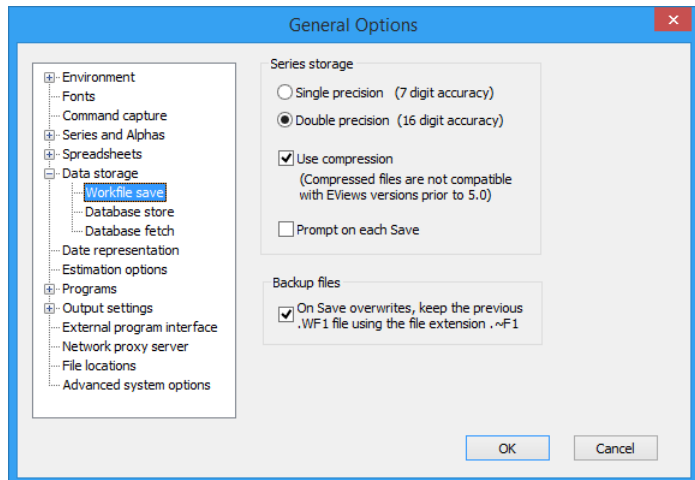 General Options
Environment
Fonts
Command capture
Series and Alphas
Spreadsheets
Data storage
Workfile save
Database store
Database fetch
Date representation
Estimation options
Programs
Output settings
External program interface
Network proxy server
File locations
Advanced system options
Series storage
Single precision (7 digit accuracy)
Double precision (16 digit accuracy)
Use compression
(Compressed files are not compatible
with EViews versions prior to 5.0)
Prompt on each Save
Backup files
On Save overwrites, keep the previous
.WF1 file using the file extension .~F1
OK
Cancel